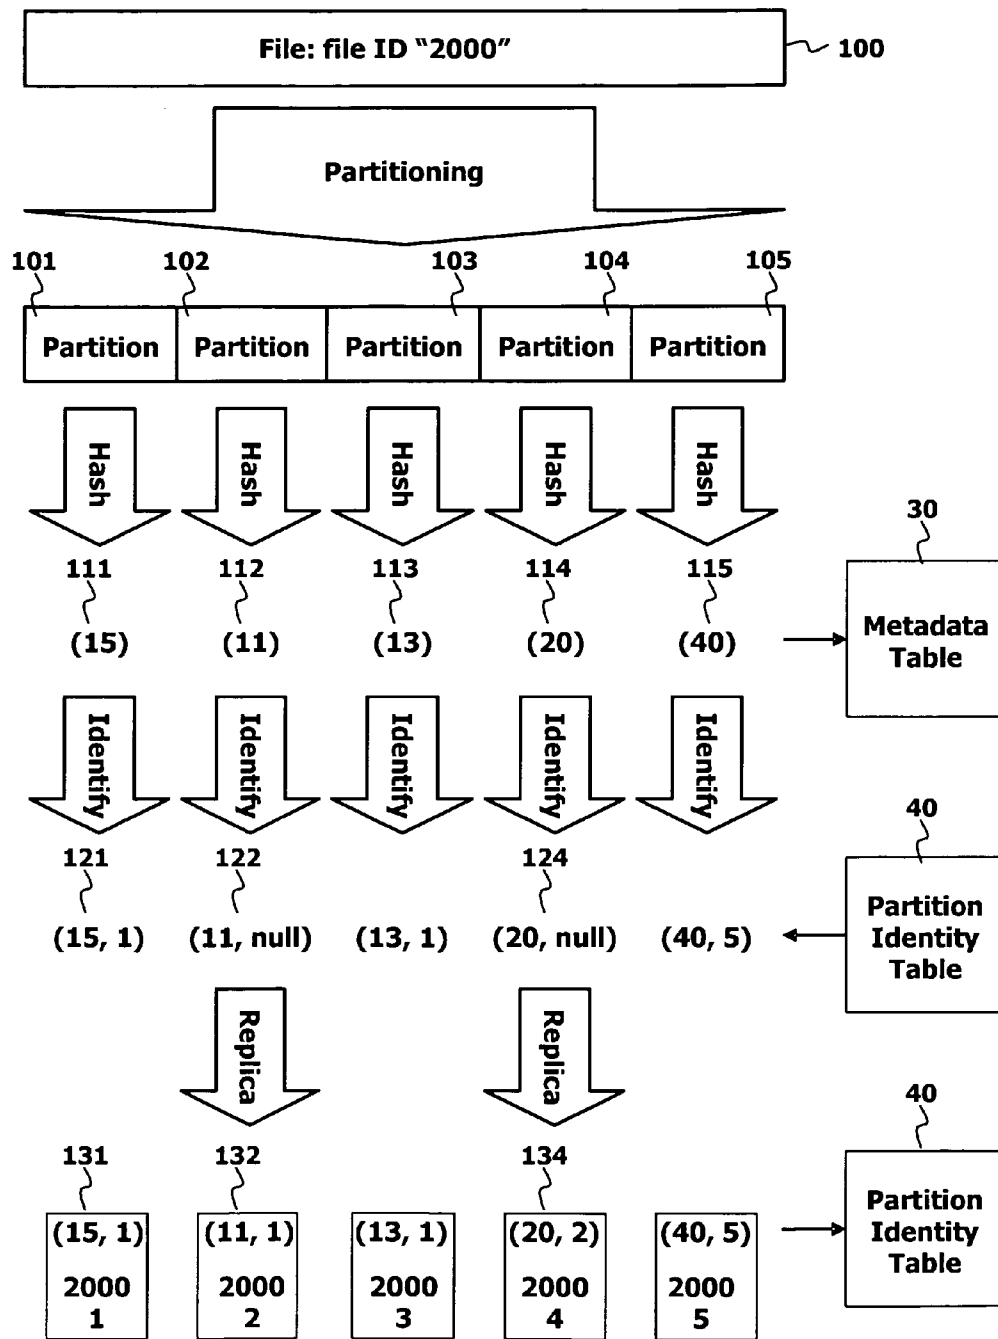 File: file ID “2000”
100
Partitioning
101 102 103 104 105
Partition Partition Partition Partition Partition
Hash Hash Hash Hash Hash
30
111 112 113 114 115
(15) (11) (13) (20) (40)
Metadata
Table
Identify Identify Identify Identify Identify
40
121 122 124
(15, 1) (11, null) (13, 1) (20, null) (40, 5)
Partition
Identity
Table
Replica Replica
40
131 132 134
(15, 1) (11, 1) (13, 1) (20, 2) (40, 5)
2000 2000 2000 2000 2000
1 2 3 4 5
Partition
Identity
Table